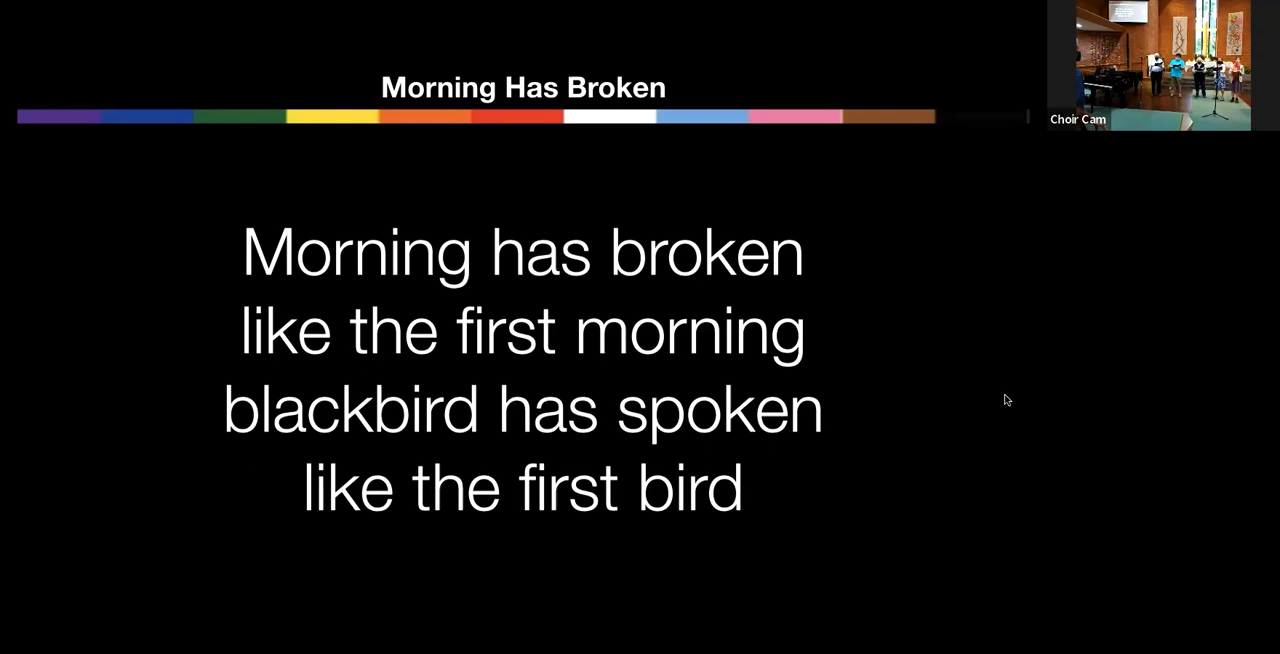 Morning Has Broken
Choir Cam
Morning has broken
like the first morning
blackbird has spoken
like the first bird